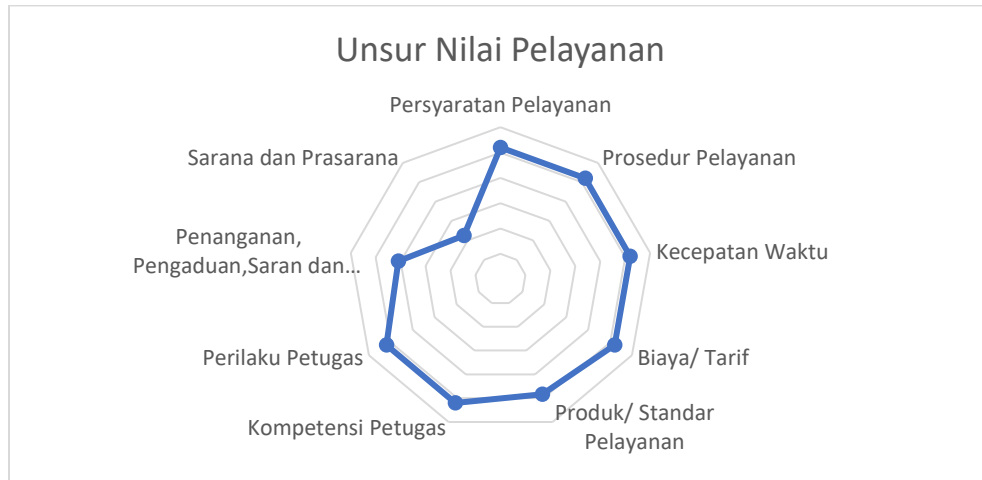 Unsur Nilai Pelayanan
Persyaratan Pelayanan
Prosedur Pelayanan
Kecepatan Waktu
Biaya/ Tarif
Produk/ Standar
Pelayanan
Kompetensi Petugas
Perilaku Petugas
Penanganan,
Pengaduan,Saran dan...
Sarana dan Prasarana